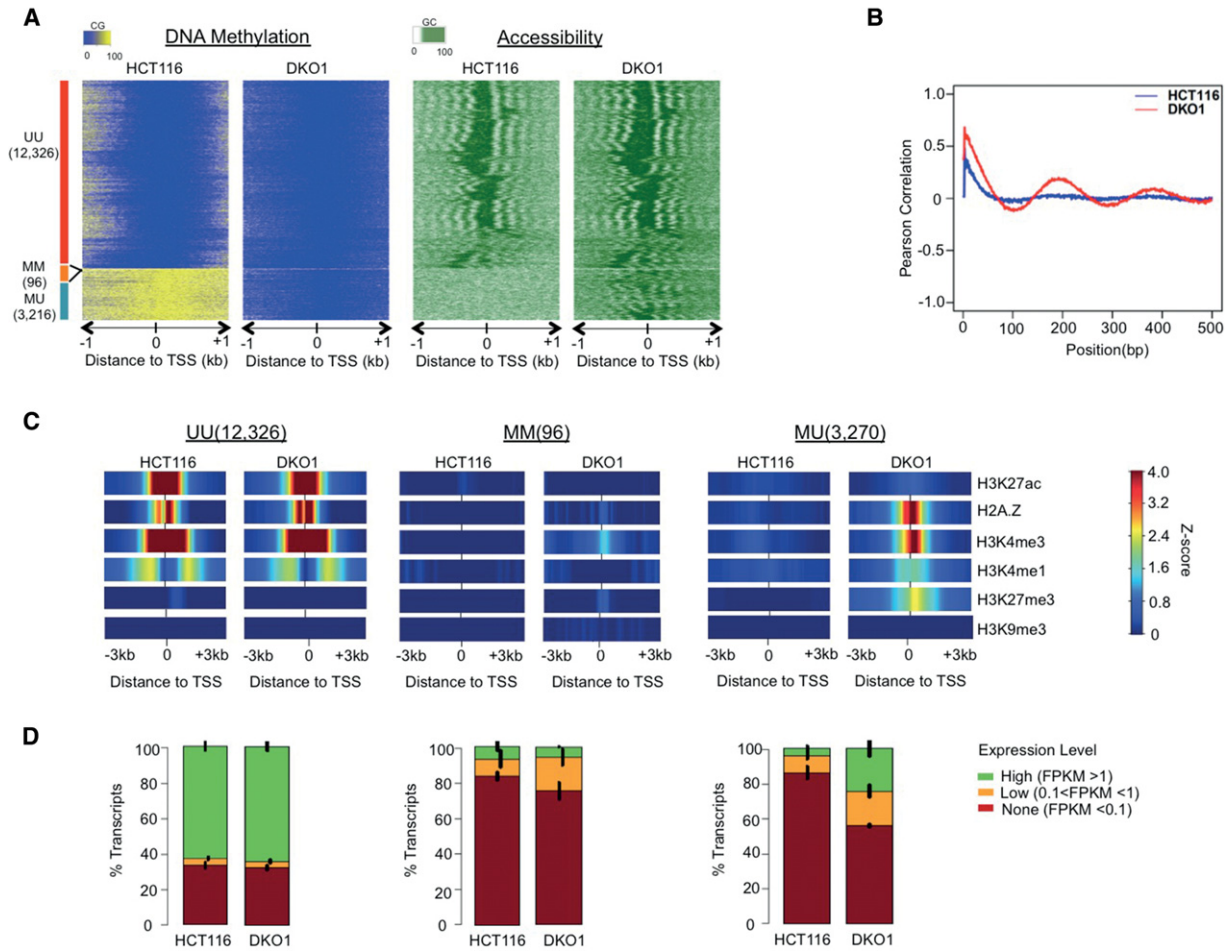 A
CG
0 100
DNA Methylation
HCT116
DKO1
GC
0 100
Accessibility
HCT116
DKO1
UU
(12,326)
MM
(96)
MU
(3,216)
-1 0 +1
Distance to TSS (kb)
-1 0 +1
Distance to TSS (kb)
-1 0 +1
Distance to TSS (kb)
-1 0 +1
Distance to TSS (kb)
B
HCT116
DKO1
Pearson Correlation
1.0
0.5
0
-0.5
-1.0
0 100 200 300 400 500
Position(bp)
C
UU(12,326)
HCT116
DKO1
-3kb 0 +3kb
Distance to TSS
-3kb 0 +3kb
Distance to TSS
MM(96)
HCT116
DKO1
-3kb 0 +3kb
Distance to TSS
-3kb 0 +3kb
Distance to TSS
MU(3,270)
HCT116
DKO1
-3kb 0 +3kb
Distance to TSS
-3kb 0 +3kb
Distance to TSS
H3K27ac
H2A.Z
H3K4me3
H3K4me1
H3K27me3
H3K9me3
4.0
3.2
2.4
1.6
0.8
0
Z-score
D
% Transcripts
100
80
60
40
20
0
HCT116 DKO1
% Transcripts
100
80
60
40
20
0
HCT116 DKO1
% Transcripts
100
80
60
40
20
0
HCT116 DKO1
Expression Level
High (FPKM >1)
Low (0.1<FPKM <1)
None (FPKM <0.1)